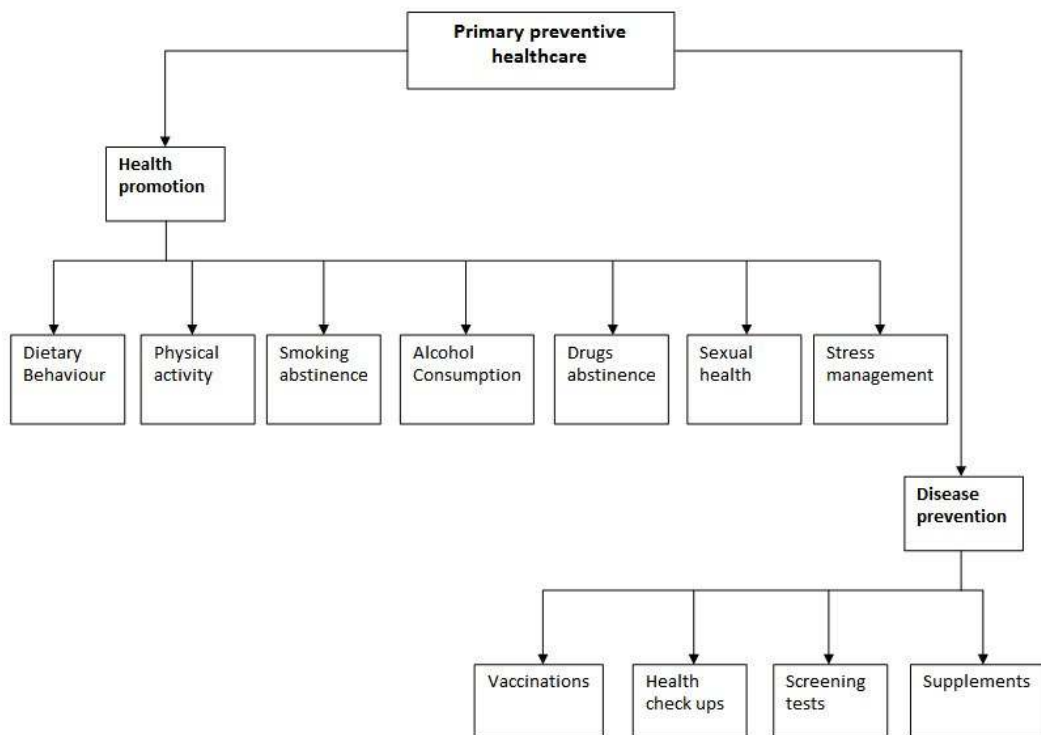 Primary preventive
healthcare
Health
promotion
Dietary
Behaviour
Physical
activity
Smoking
abstinence
Alcohol
Consumption
Drugs
abstinence
Sexual
health
Stress
management
Disease
prevention
Vaccinations
Health
check ups
Screening
tests
Supplements